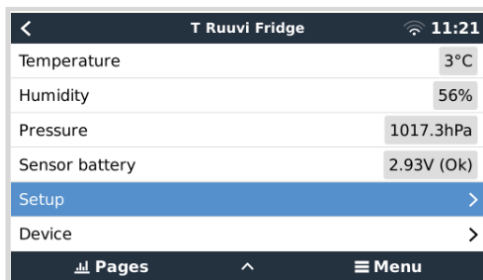 T Ruuvi Fridge 11:21
Temperature 3°C
Humidity 56%
Pressure 1017.3hPa
Sensor battery 2.93V (Ok)
Setup
Device
Pages Menu